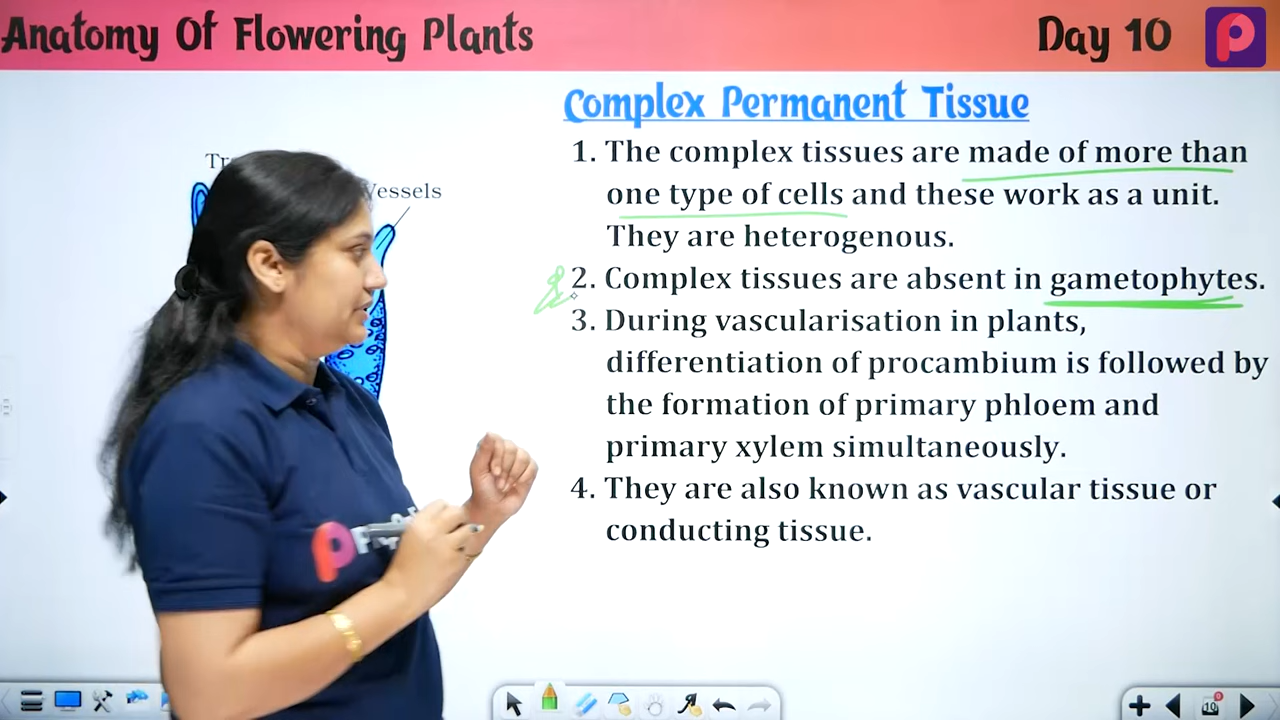 Anatomy Of Flowering Plants
Day 10
Complex Permanent Tissue
Vessels
1. The complex tissues are made of more than
one type of cells and these work as a unit.
They are heterogenous.
2. Complex tissues are absent in gametophytes.
3. During vascularisation in plants,
differentiation of procambium is followed by
the formation of primary phloem and
primary xylem simultaneously.
4. They are also known as vascular tissue or
conducting tissue.
10